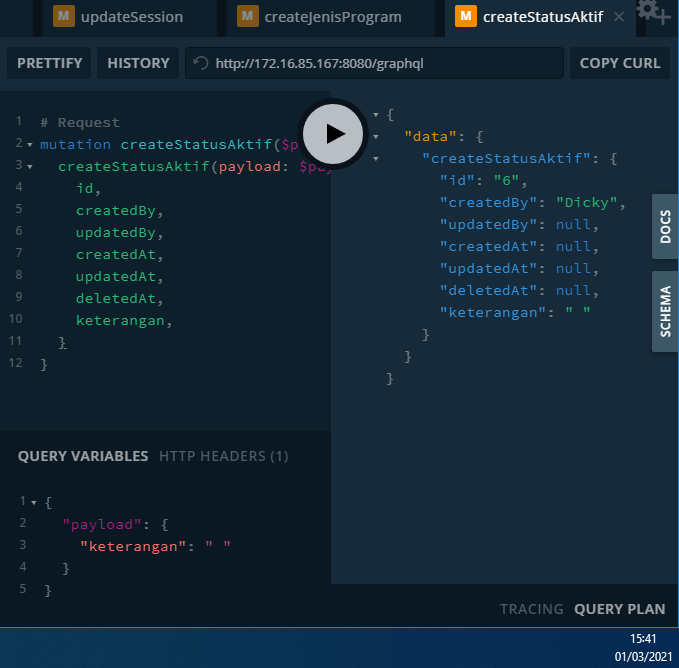 M updateSession
M createJenisProgram
M createStatusAktif
PRETTIFY
HISTORY
http://172.16.85.167:8080/graphql
COPY CURL
1 # Request
2 mutation createStatusAktif($p
3 createStatusAktif(payload:
4 id,
5 createdBy,
6 updatedBy,
7 createdAt,
8 updatedAt,
9 deletedAt,
10 keterangan,
11 }
12 }
{
"data": {
"createStatusAktif": {
"id": "6",
"createdBy": "Dicky",
"updatedBy": null,
"createdAt": null,
"updatedAt": null,
"deletedAt": null,
"keterangan": " "
}
}
}
DOCS
SCHEMA
QUERY VARIABLES HTTP HEADERS (1)
1 {
2 "payload": {
3 "keterangan": " "
4 }
5 }
TRACING QUERY PLAN
15:41
01/03/2021